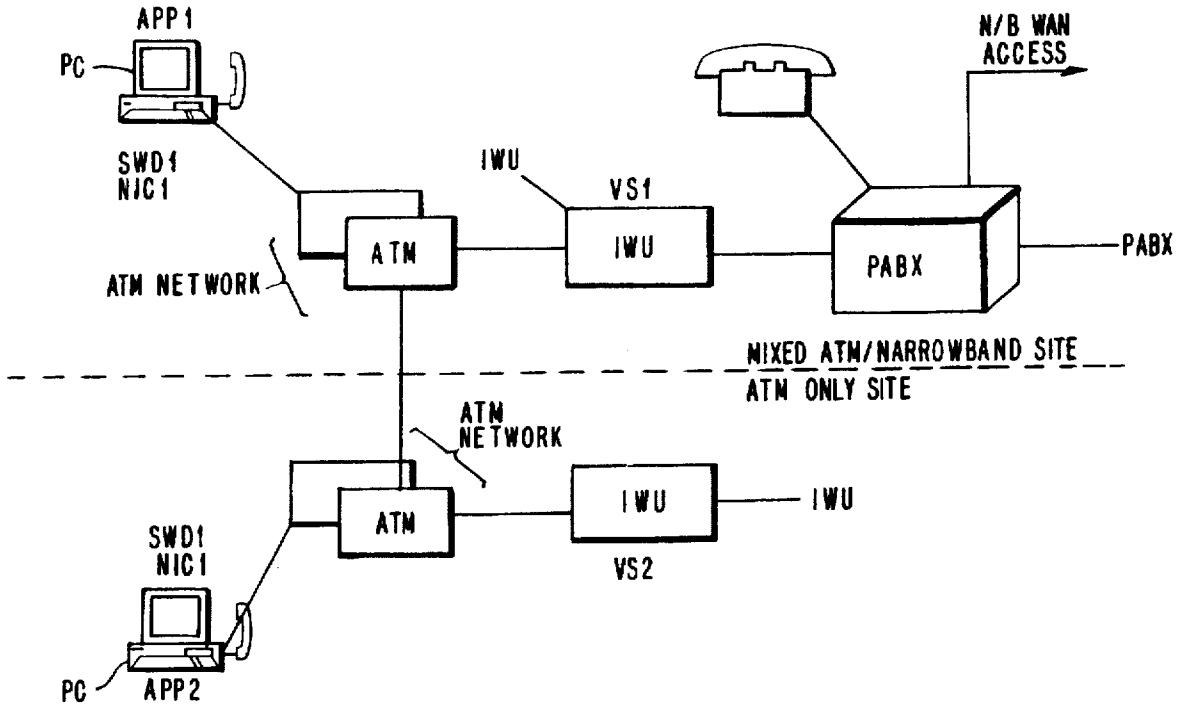 APP1
PC
SWD1
NIC1
ATM NETWORK
ATM
IWU
VS1
IWU
N/B WAN
ACCESS
PABX
PABX
MIXED ATM/NARROWBAND SITE
ATM ONLY SITE
ATM
NETWORK
ATM
IWU
IWU
VS2
SWD1
NIC1
PC
APP2